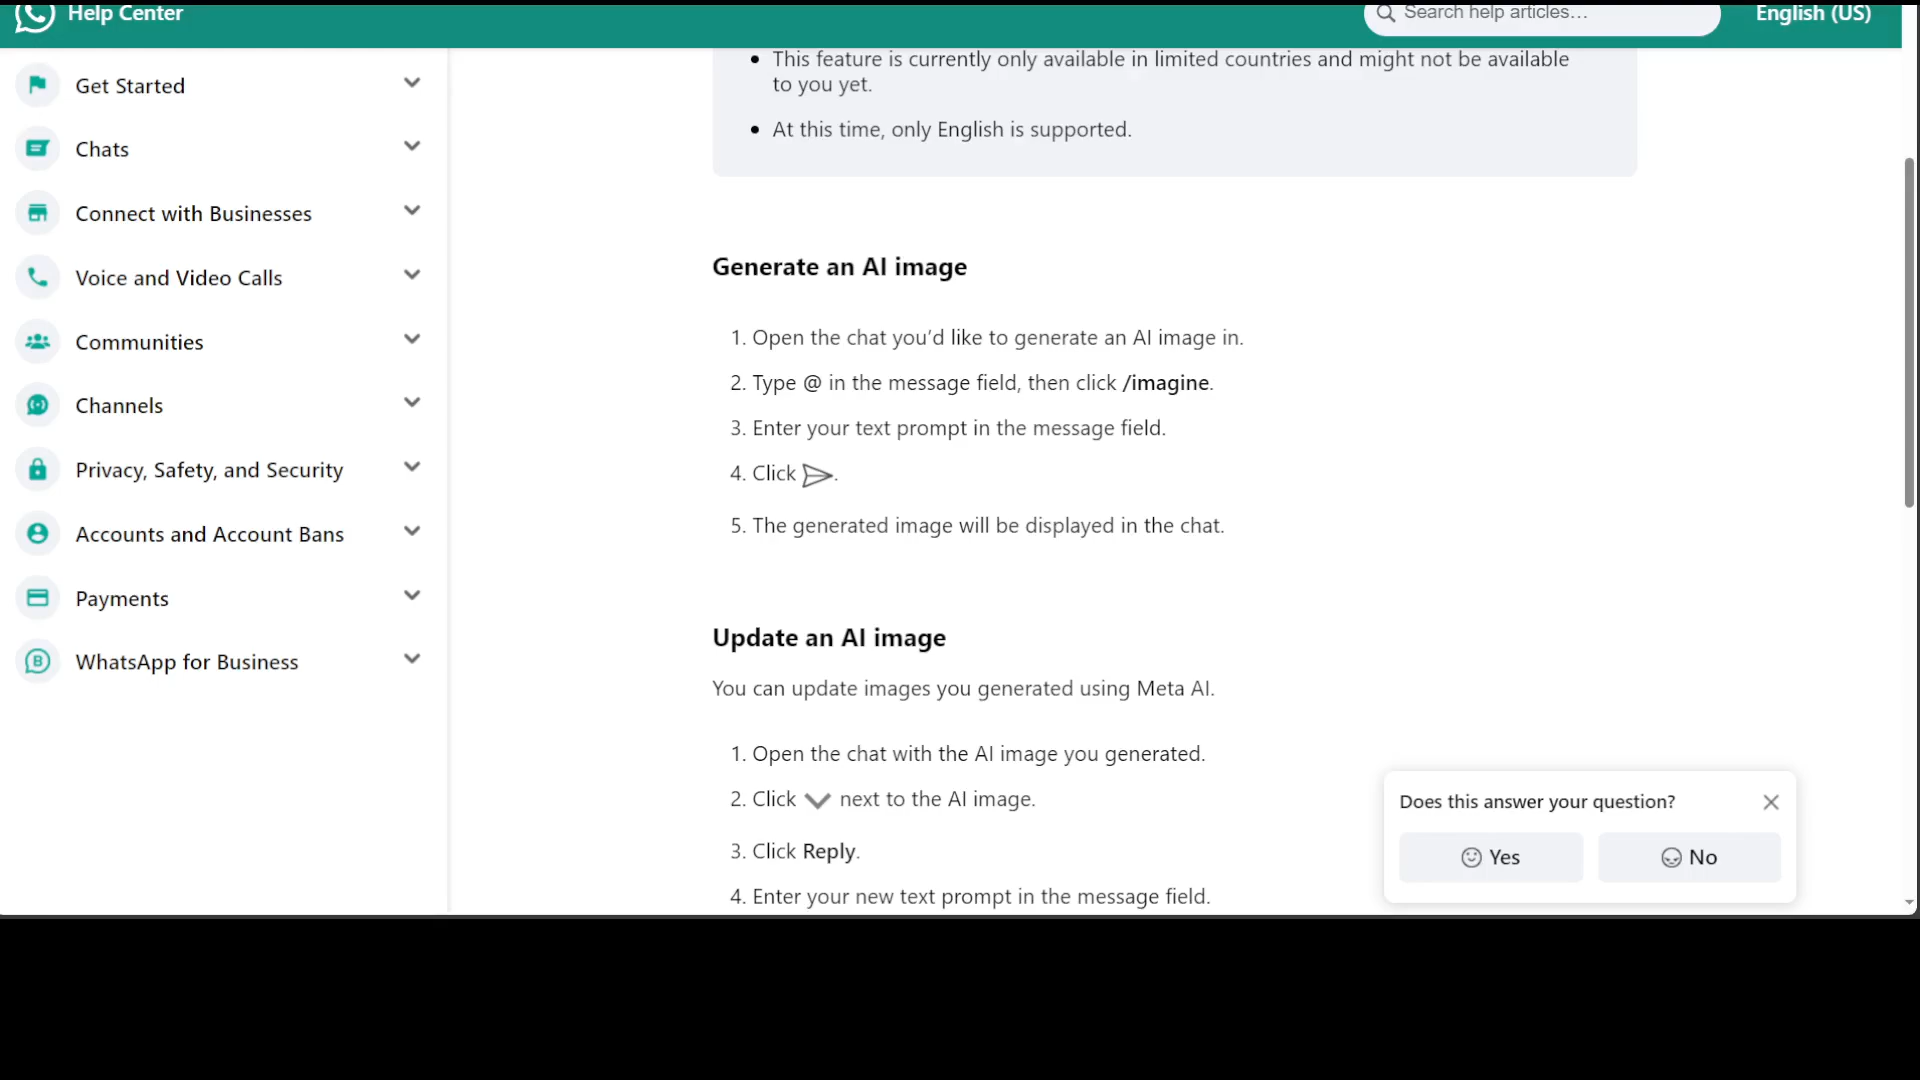 Help Center
Search help articles...
English (US)
Get Started
Chats
Connect with Businesses
Voice and Video Calls
Communities
Channels
Privacy, Safety, and Security
Accounts and Account Bans
Payments
WhatsApp for Business
• This feature is currently only available in limited countries and might not be available
to you yet.
• At this time, only English is supported.
Generate an AI image
1. Open the chat you’d like to generate an AI image in.
2. Type @ in the message field, then click /imagine.
3. Enter your text prompt in the message field.
4. Click .
5. The generated image will be displayed in the chat.
Update an AI image
You can update images you generated using Meta AI.
1. Open the chat with the AI image you generated.
2. Click next to the AI image.
3. Click Reply.
4. Enter your new text prompt in the message field.
Does this answer your question?
Yes
No